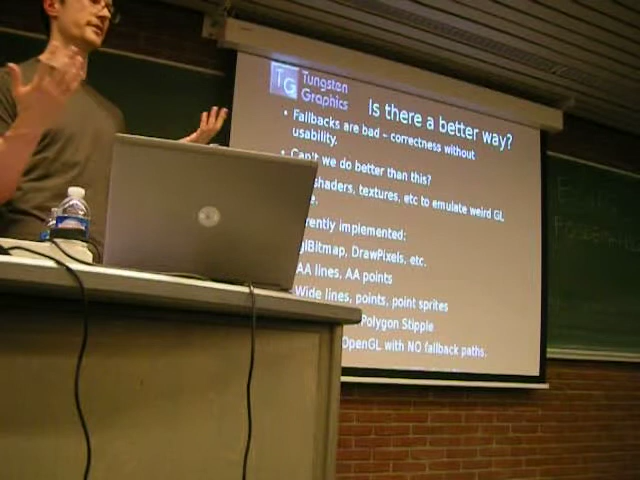 TG Tungsten
Graphics
Is there a better way?
• Fallbacks are bad – correctness without
usability.
• Can't we do better than this?
shaders, textures, etc to emulate weird GL
rently implemented:
glBitmap, DrawPixels, etc.
AA lines, AA points
Wide lines, points, point sprites
Polygon Stipple
OpenGL with NO fallback paths.